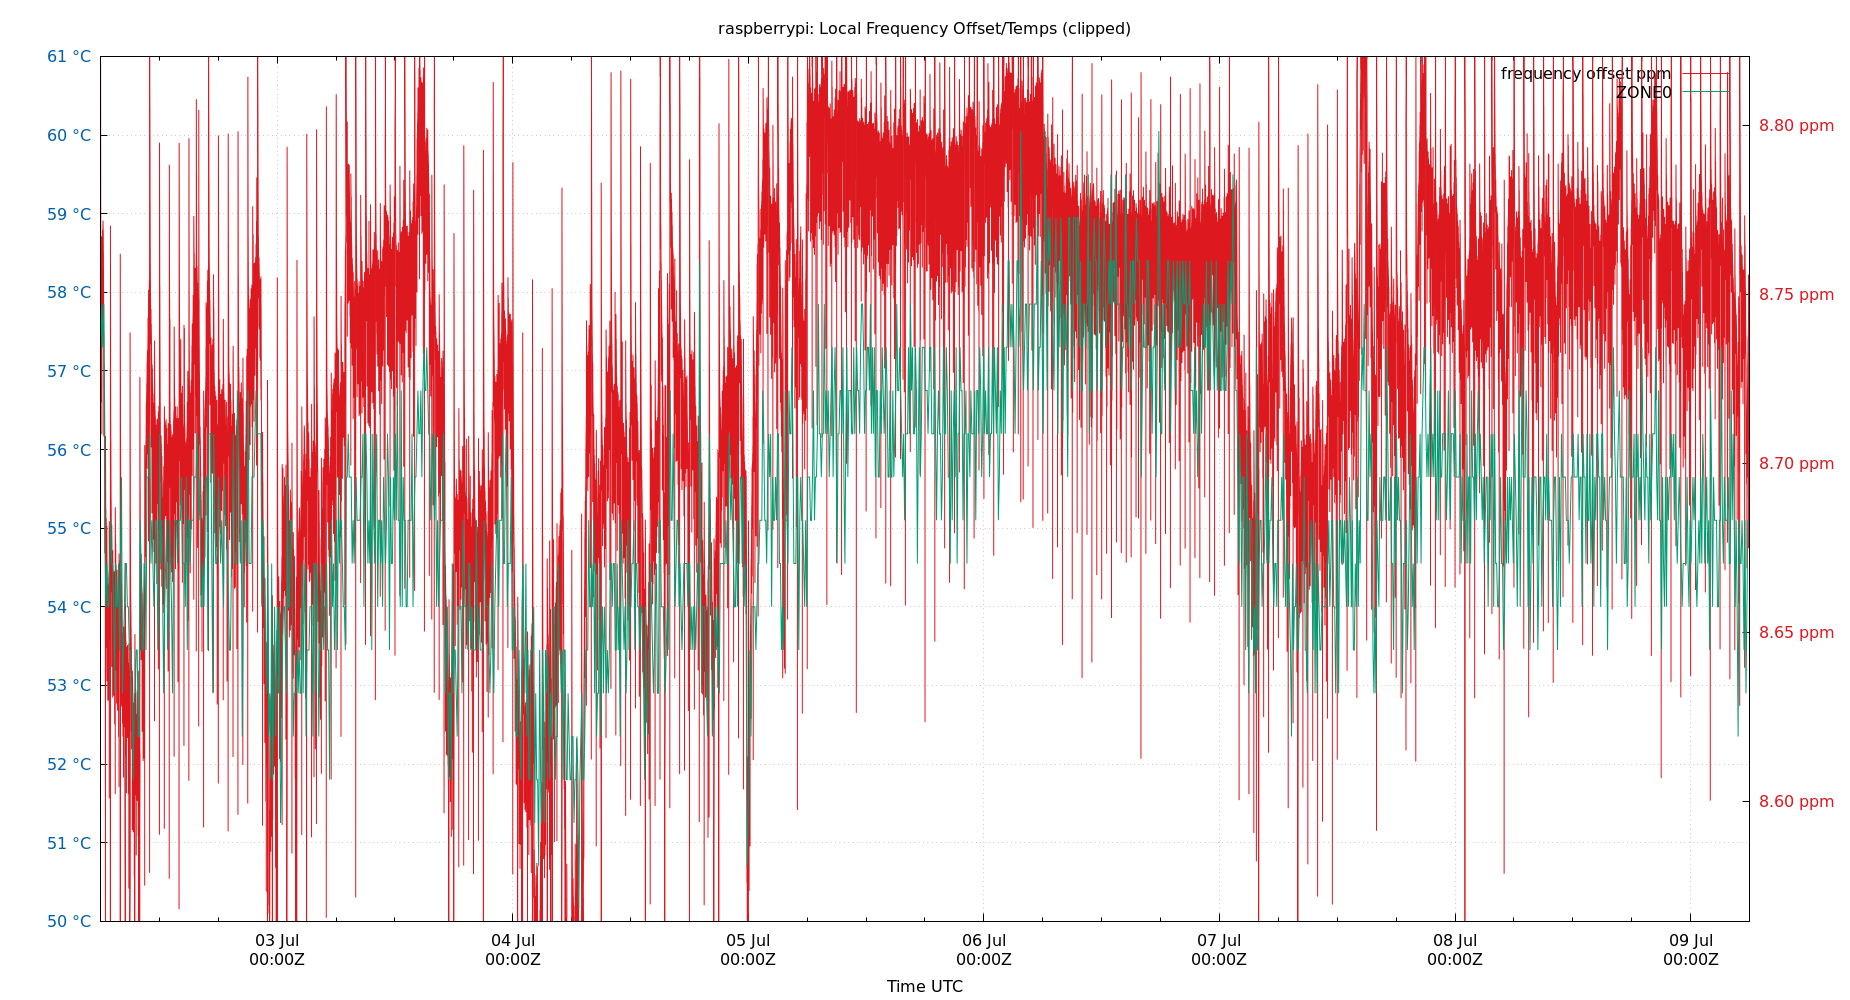 raspberrypi: Local Frequency Offset/Temps (clipped)
frequency offset ppm
ZONE0
61 °C
60 °C
59 °C
58 °C
57 °C
56 °C
55 °C
54 °C
53 °C
52 °C
51 °C
50 °C
8.80 ppm
8.75 ppm
8.70 ppm
8.65 ppm
8.60 ppm
03 Jul
00:00Z
04 Jul
00:00Z
05 Jul
00:00Z
06 Jul
00:00Z
07 Jul
00:00Z
08 Jul
00:00Z
09 Jul
00:00Z
Time UTC